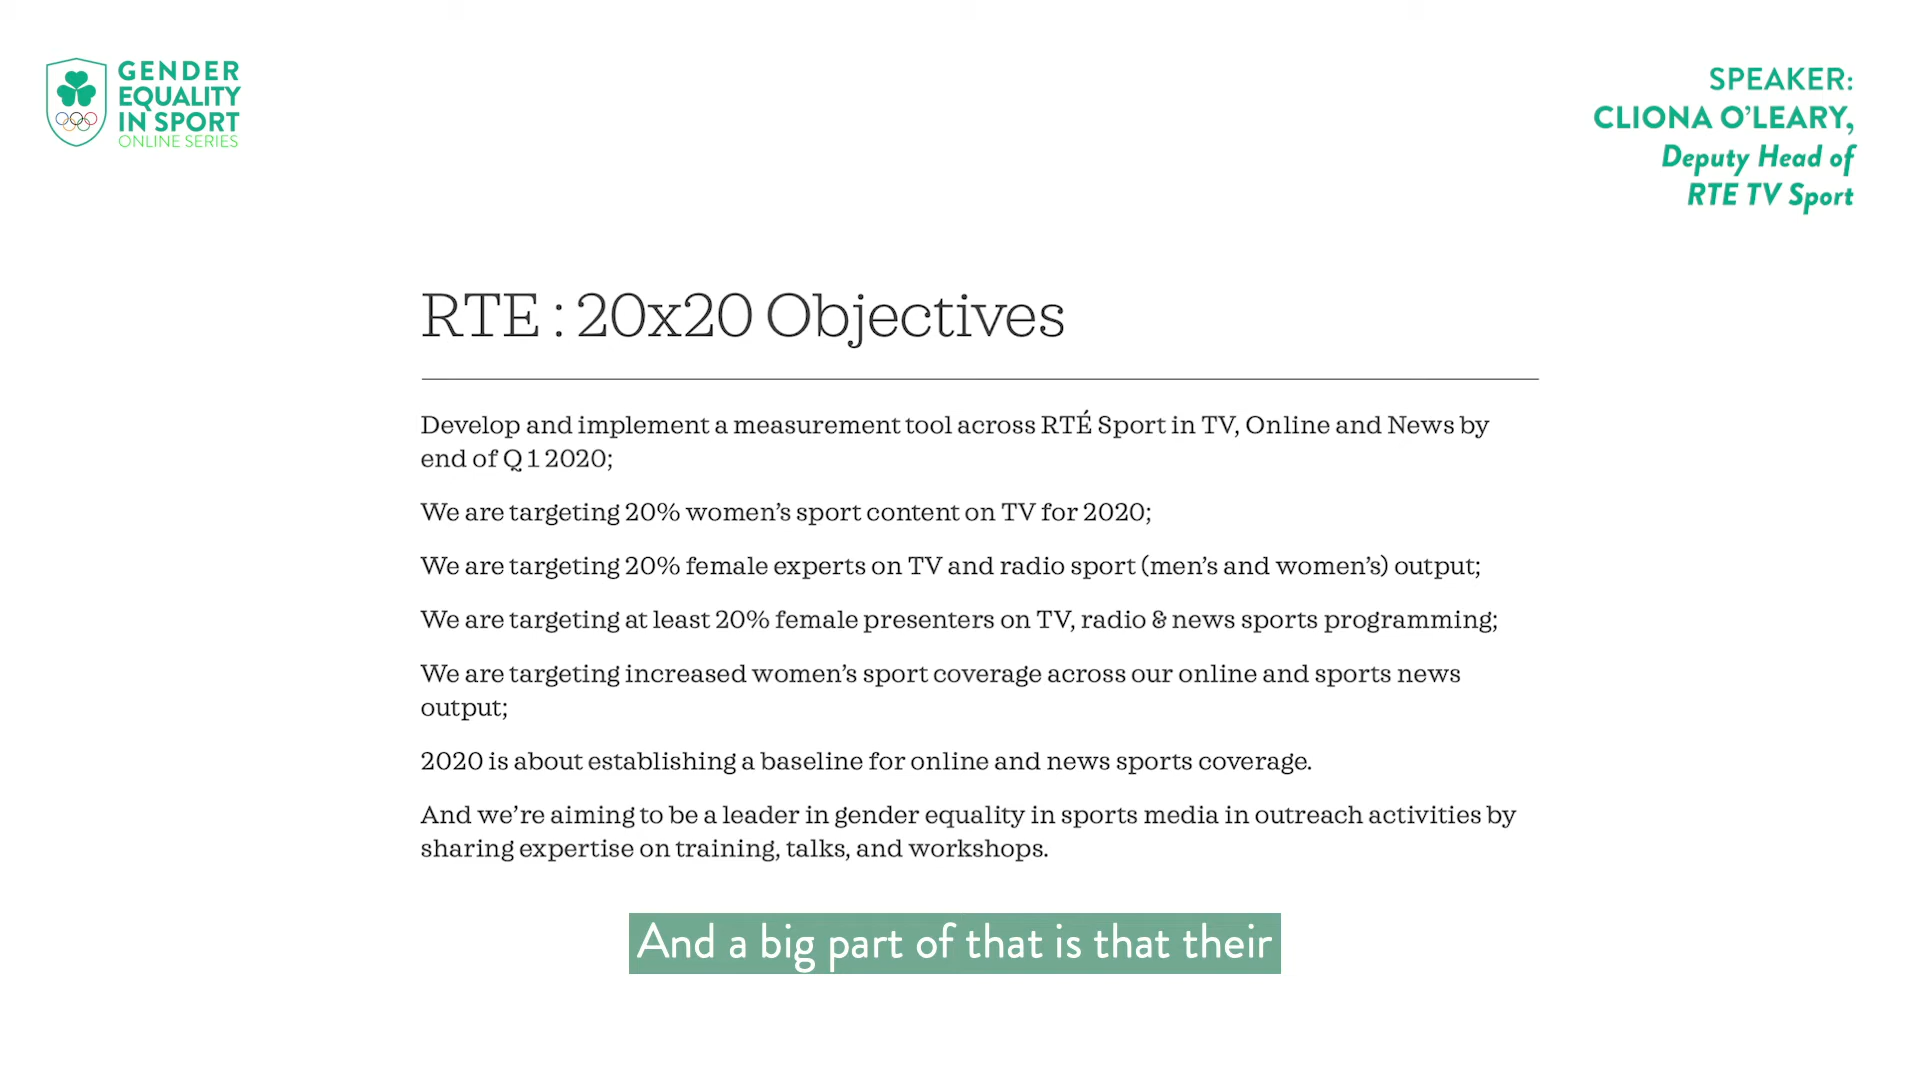 GENDER
EQUALITY
IN SPORT
ONLINE SERIES
SPEAKER:
CLIONA O’LEARY,
Deputy Head of
RTE TV Sport
RTE : 20x20 Objectives
Develop and implement a measurement tool across RTÉ Sport in TV, Online and News by
end of Q1 2020;
We are targeting 20% women’s sport content on TV for 2020;
We are targeting 20% female experts on TV and radio sport (men’s and women’s) output;
We are targeting at least 20% female presenters on TV, radio & news sports programming;
We are targeting increased women’s sport coverage across our online and sports news
output;
2020 is about establishing a baseline for online and news sports coverage.
And we’re aiming to be a leader in gender equality in sports media in outreach activities by
sharing expertise on training, talks, and workshops.
And a big part of that is that their